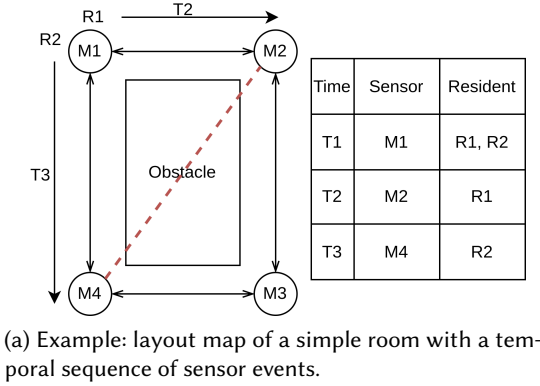 R1
T2
R2
M1
M2
T3
Obstacle
M4
M3
Time Sensor Resident
T1 M1 R1, R2
T2 M2 R1
T3 M4 R2
(a) Example: layout map of a simple room with a tem-
poral sequence of sensor events.